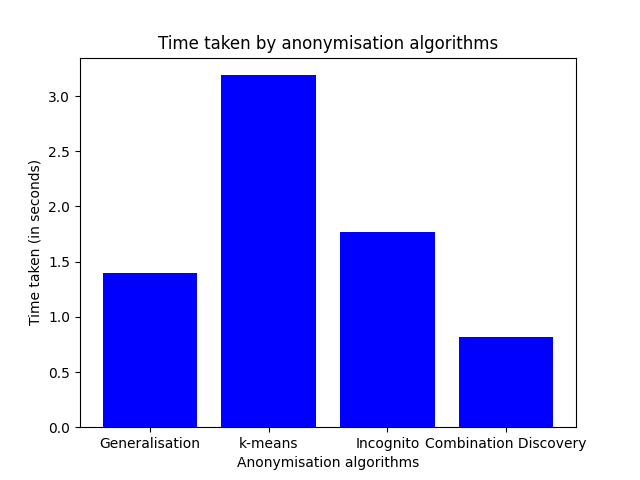 Time taken by anonymisation algorithms
3.0
2.5
2.0
1.5
1.0
0.5
0.0
Time taken (in seconds)
Generalisation k-means Incognito Combination Discovery
Anonymisation algorithms